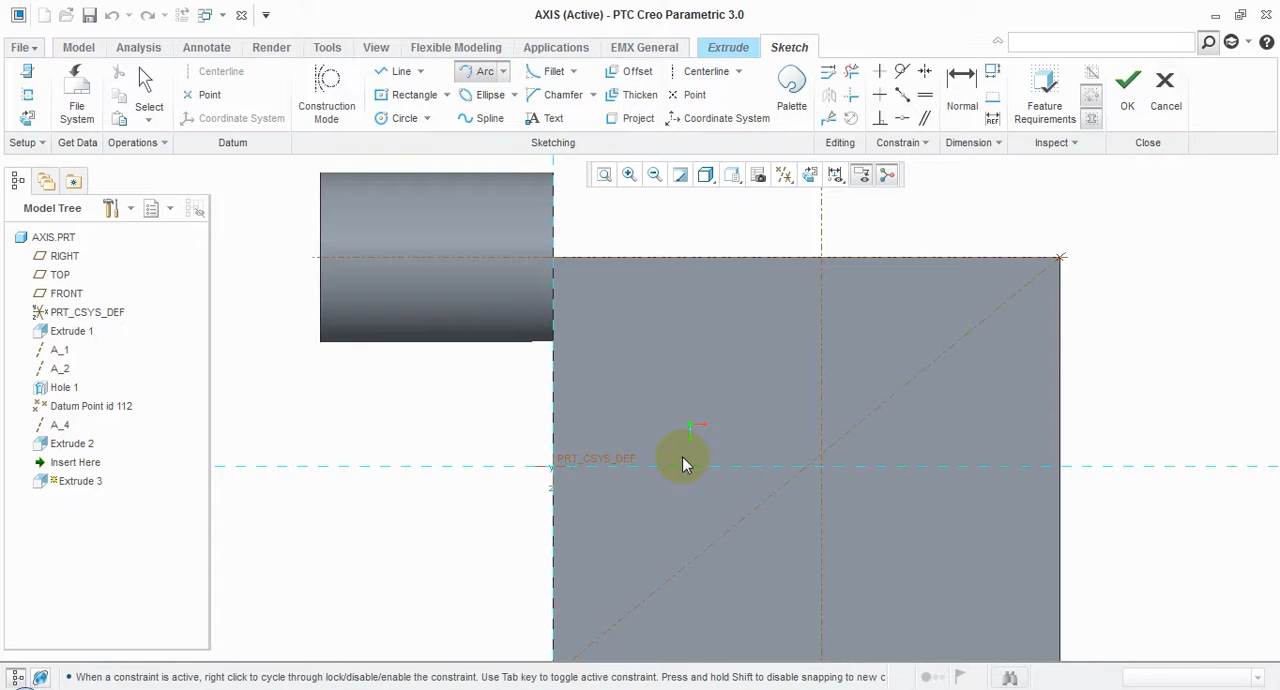 AXIS (Active) - PTC Creo Parametric 3.0
File Model Analysis Annotate Render Tools View Flexible Modeling Applications EMX General Extrude Sketch
Centerline Line Arc Fillet Offset Centerline
Point Rectangle Ellipse Chamfer Thicken Point
Coordinate System Circle Spline Text Project Coordinate System
File System Select Construction Mode Palette Normal Feature Requirements OK Cancel
Setup Get Data Operations Datum Sketching Editing Constrain Dimension Inspect Close
Model Tree
AXIS.PRT
RIGHT
TOP
FRONT
PRT_CSYS_DEF
Extrude 1
A_1
A_2
Hole 1
Datum Point id 112
A_4
Extrude 2
Insert Here
Extrude 3
PRT_CSYS_DEF
y
z
REF
When a constraint is active, right click to cycle through lock/disable/enable the constraint. Use Tab key to toggle active constraint. Press and hold Shift to disable snapping to new c